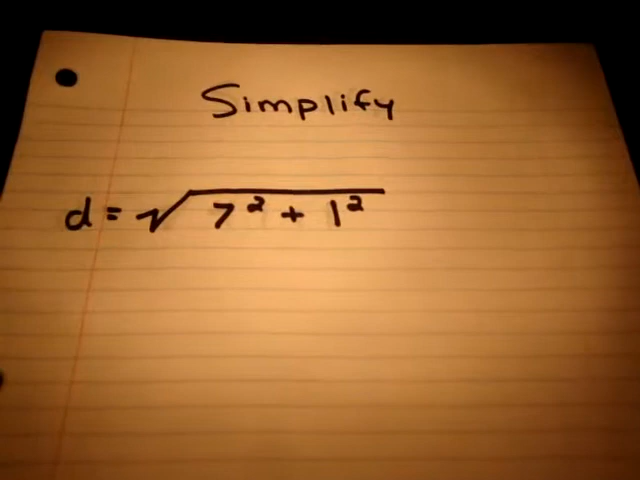 Simplify
d = √(7² + 1²)